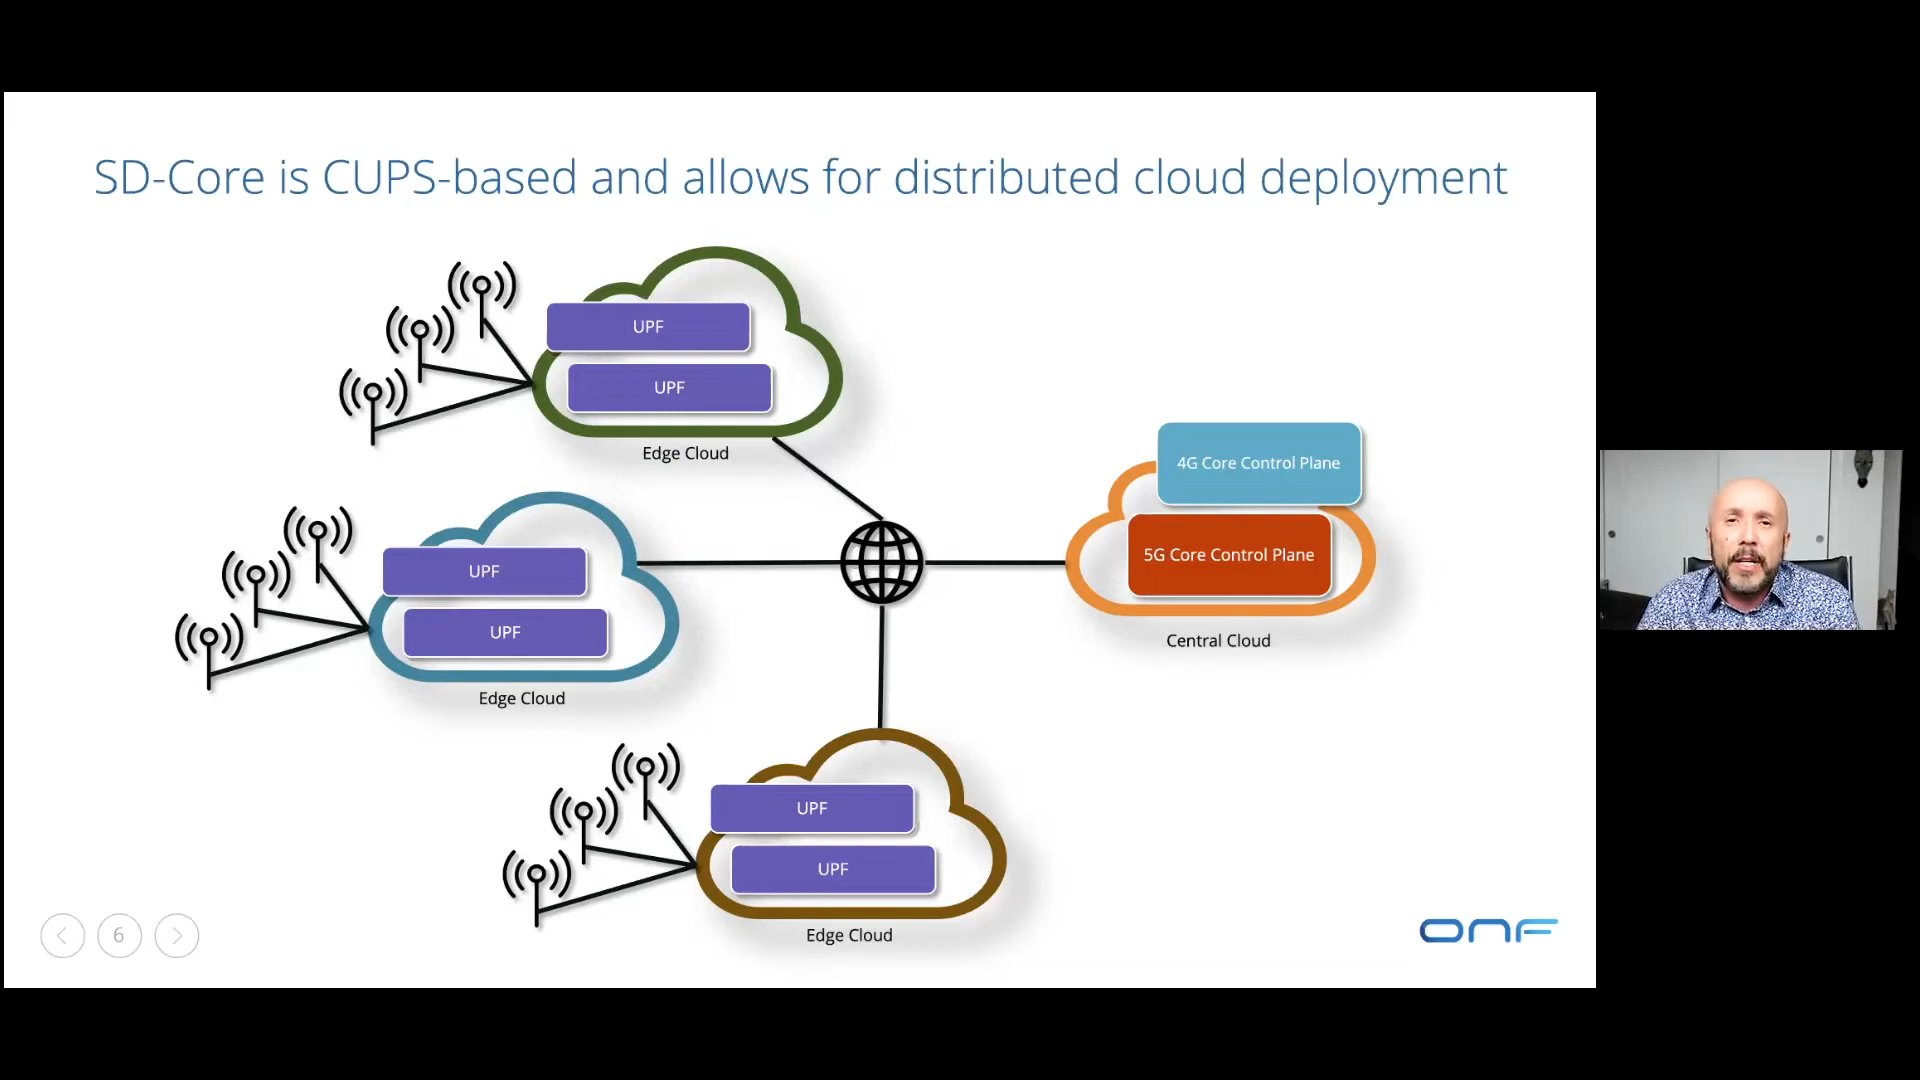 SD-Core is CUPS-based and allows for distributed cloud deployment
UPF
UPF
Edge Cloud
4G Core Control Plane
5G Core Control Plane
Central Cloud
UPF
UPF
Edge Cloud
UPF
UPF
Edge Cloud
6
ONF